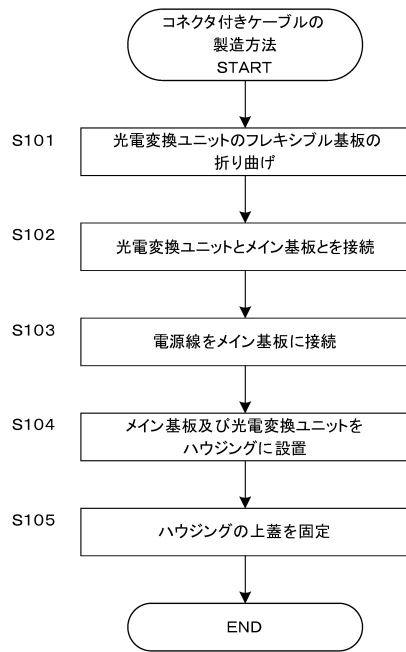 コネクタ付きケーブルの
製造方法
START
S101
光電変換ユニットのフレキシブル基板の
折り曲げ
S102
光電変換ユニットとメイン基板とを接続
S103
電源線をメイン基板に接続
S104
メイン基板及び光電変換ユニットを
ハウジングに設置
S105
ハウジングの上蓋を固定
END